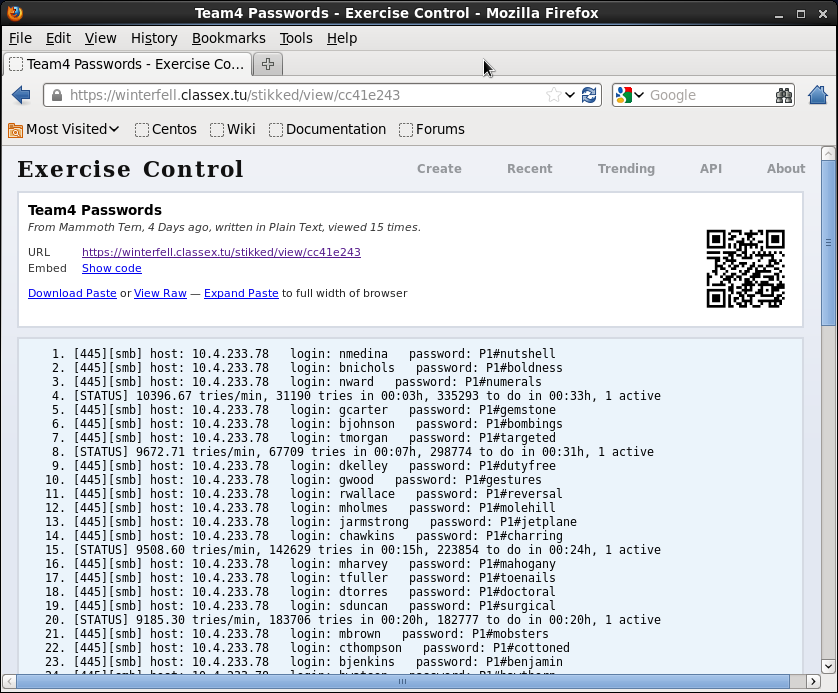 Team4 Passwords - Exercise Control - Mozilla Firefox
File Edit View History Bookmarks Tools Help
Team4 Passwords - Exercise Co...
https://winterfell.classex.tu/stikked/view/cc41e243
Google
Most Visited Centos Wiki Documentation Forums
Exercise Control
Create Recent Trending API About
Team4 Passwords
From Mammoth Tern, 4 Days ago, written in Plain Text, viewed 15 times.
URL https://winterfell.classex.tu/stikked/view/cc41e243
Embed Show code
Download Paste or View Raw — Expand Paste to full width of browser
1. [445][smb] host: 10.4.233.78 login: nmedina password: P1#nutshell
2. [445][smb] host: 10.4.233.78 login: bnichols password: P1#boldness
3. [445][smb] host: 10.4.233.78 login: nward password: P1#numerals
4. [STATUS] 10396.67 tries/min, 31190 tries in 00:03h, 335293 to do in 00:33h, 1 active
5. [445][smb] host: 10.4.233.78 login: gcarter password: P1#gemstone
6. [445][smb] host: 10.4.233.78 login: bjohnson password: P1#bombings
7. [445][smb] host: 10.4.233.78 login: tmorgan password: P1#targeted
8. [STATUS] 9672.71 tries/min, 67709 tries in 00:07h, 298774 to do in 00:31h, 1 active
9. [445][smb] host: 10.4.233.78 login: dkelley password: P1#dutyfree
10. [445][smb] host: 10.4.233.78 login: gwood password: P1#gestures
11. [445][smb] host: 10.4.233.78 login: rwallace password: P1#reversal
12. [445][smb] host: 10.4.233.78 login: mholmes password: P1#molehill
13. [445][smb] host: 10.4.233.78 login: jarmstrong password: P1#jetplane
14. [445][smb] host: 10.4.233.78 login: chawkins password: P1#charring
15. [STATUS] 9508.60 tries/min, 142629 tries in 00:15h, 223854 to do in 00:24h, 1 active
16. [445][smb] host: 10.4.233.78 login: mharvey password: P1#mahogany
17. [445][smb] host: 10.4.233.78 login: tfuller password: P1#toenails
18. [445][smb] host: 10.4.233.78 login: dtorres password: P1#doctoral
19. [445][smb] host: 10.4.233.78 login: sduncan password: P1#surgical
20. [STATUS] 9185.30 tries/min, 183706 tries in 00:20h, 182777 to do in 00:20h, 1 active
21. [445][smb] host: 10.4.233.78 login: mbrown password: P1#mobsters
22. [445][smb] host: 10.4.233.78 login: cthompson password: P1#cottoned
23. [445][smb] host: 10.4.233.78 login: bjenkins password: P1#benjamin